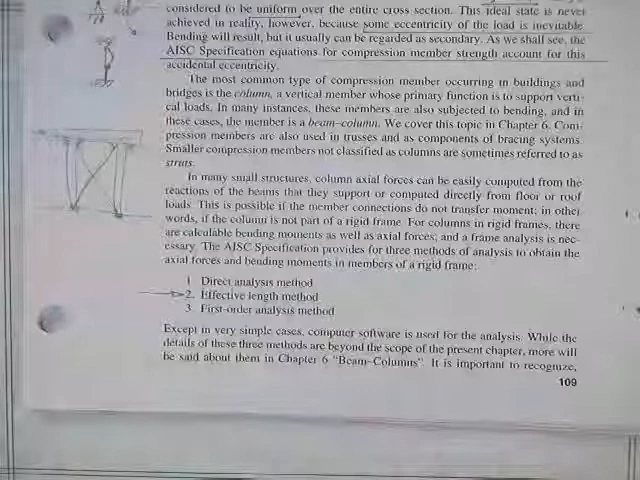 considered to be uniform over the entire cross section. This ideal state is never
achieved in reality, however, because some eccentricity of the load is inevitable.
Bending will result, but it usually can be regarded as secondary. As we shall see, the
AISC Specification equations for compression member strength account for this
accidental eccentricity.
The most common type of compression member occurring in buildings and
bridges is the column, a vertical member whose primary function is to support verti-
cal loads. In many instances, these members are also subjected to bending, and in
these cases, the member is a beam–column. We cover this topic in Chapter 6. Com-
pression members are also used in trusses and as components of bracing systems.
Smaller compression members not classified as columns are sometimes referred to as
struts.
In many small structures, column axial forces can be easily computed from the
reactions of the beams that they support or computed directly from floor or roof
loads. This is possible if the member connections do not transfer moment; in other
words, if the column is not part of a rigid frame. For columns in rigid frames, there
are calculable bending moments as well as axial forces, and a frame analysis is nec-
essary. The AISC Specification provides for three methods of analysis to obtain the
axial forces and bending moments in members of a rigid frame:
1. Direct analysis method
2. Effective length method
3. First-order analysis method
Except in very simple cases, computer software is used for the analysis. While the
details of these three methods are beyond the scope of the present chapter, more will
be said about them in Chapter 6 “Beam–Columns”. It is important to recognize,
109